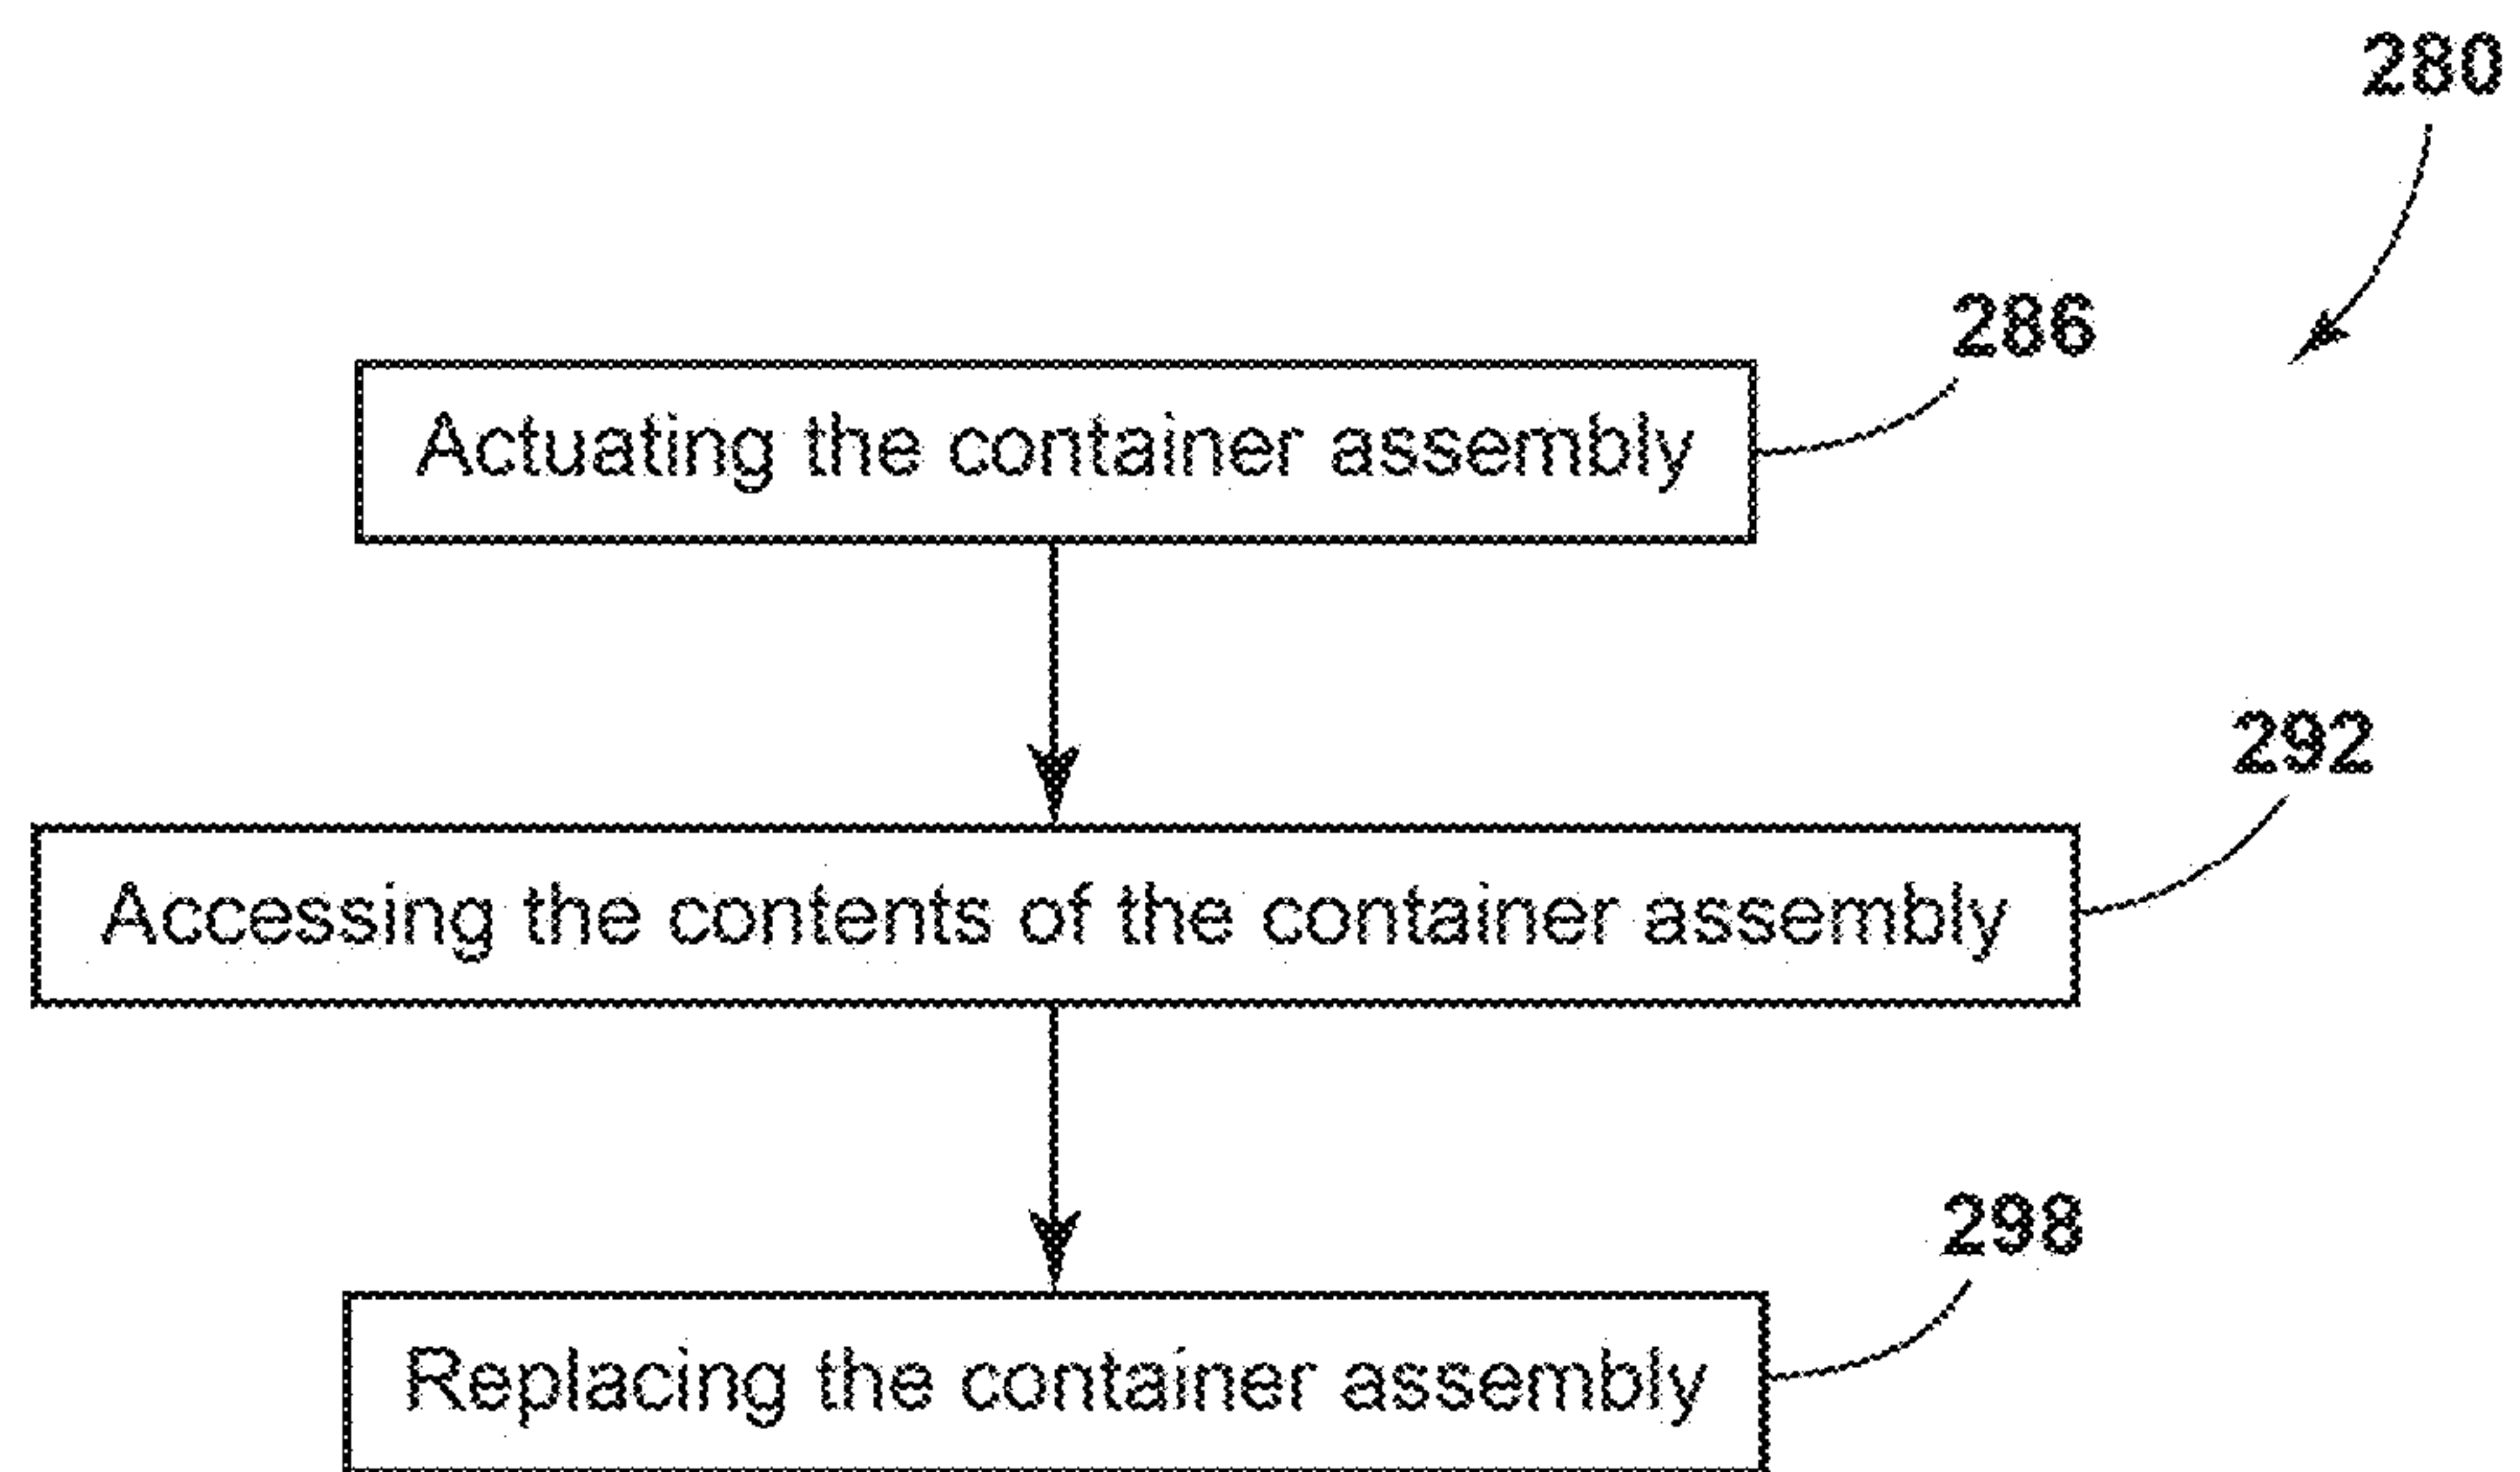 280
286
Actuating the container assembly
292
Accessing the contents of the container assembly
298
Replacing the container assembly